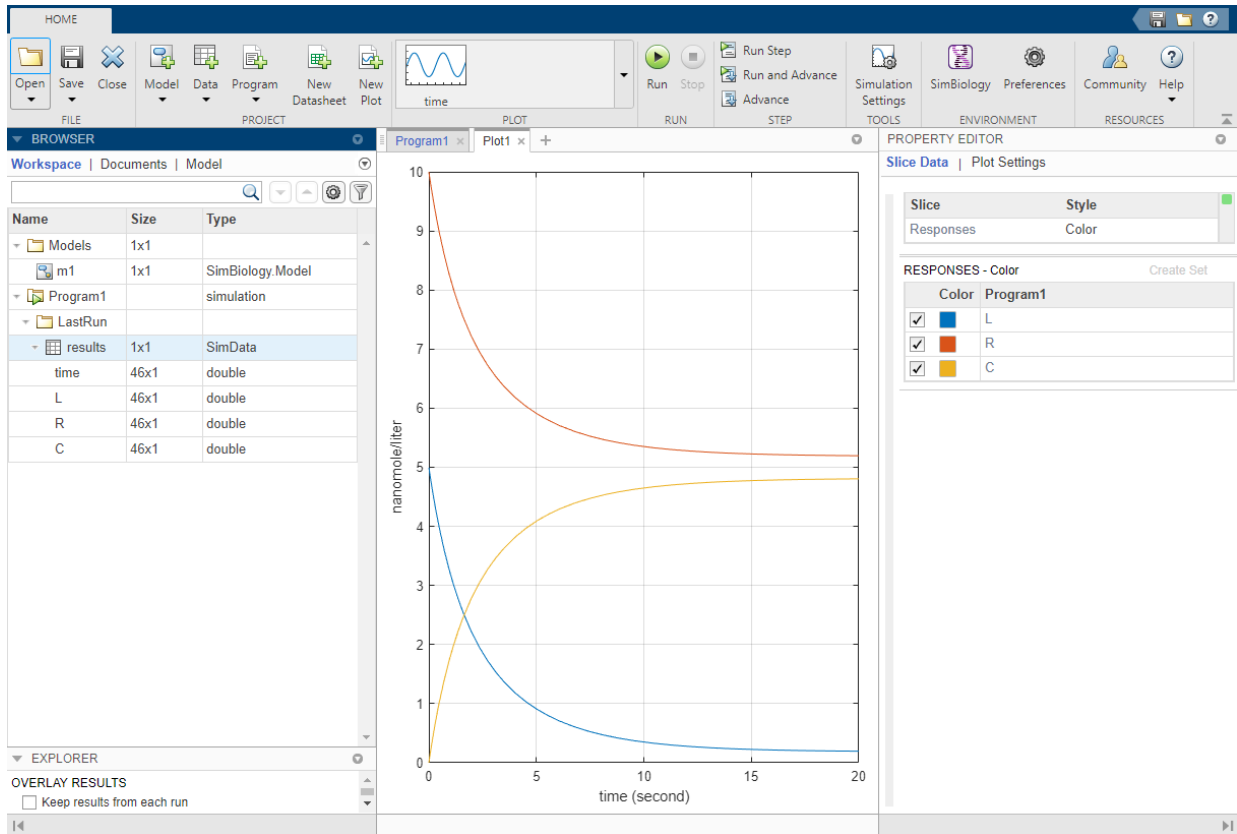 HOME
Open Save Close Model Data Program New Datasheet New Plot
time
Run Stop
Run Step
Run and Advance
Advance
Simulation Settings
SimBiology Preferences
Community Help
FILE PROJECT PLOT RUN STEP TOOLS ENVIRONMENT RESOURCES
BROWSER
Workspace | Documents | Model
Name Size Type
Models 1x1
m1 1x1 SimBiology.Model
Program1 simulation
LastRun
results 1x1 SimData
time 46x1 double
L 46x1 double
R 46x1 double
C 46x1 double
EXPLORER
OVERLAY RESULTS
Keep results from each run
Program1 × Plot1 × +
10
9
8
7
6
5
4
3
2
1
0
nanomole/liter
0 5 10 15 20
time (second)
PROPERTY EDITOR
Slice Data | Plot Settings
Slice Style
Responses Color
RESPONSES - Color Create Set
Color Program1
L
R
C